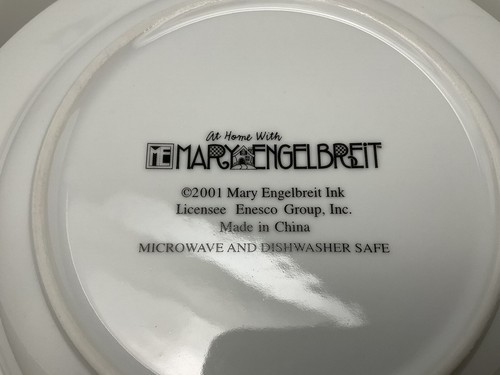 At Home With
ME MARY ENGELBREIT
©2001 Mary Engelbreit Ink
Licensee Enesco Group, Inc.
Made in China
MICROWAVE AND DISHWASHER SAFE